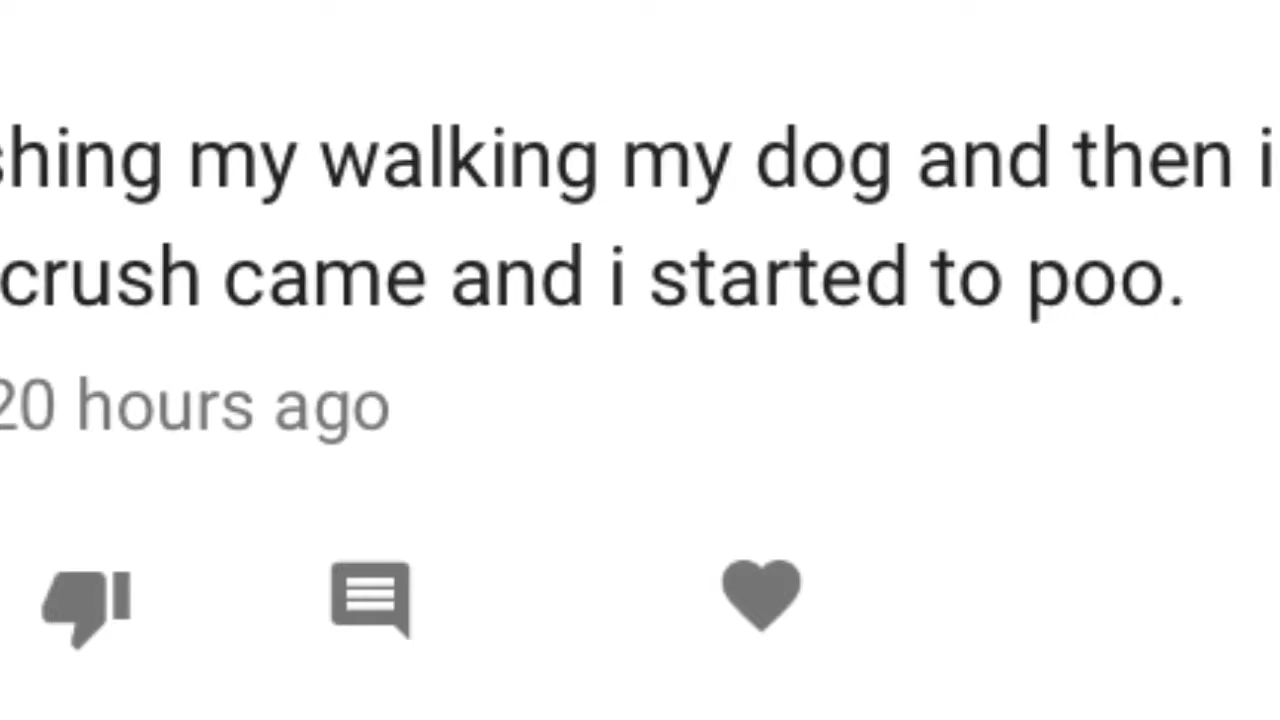 shing my walking my dog and then i
crush came and i started to poo.
20 hours ago